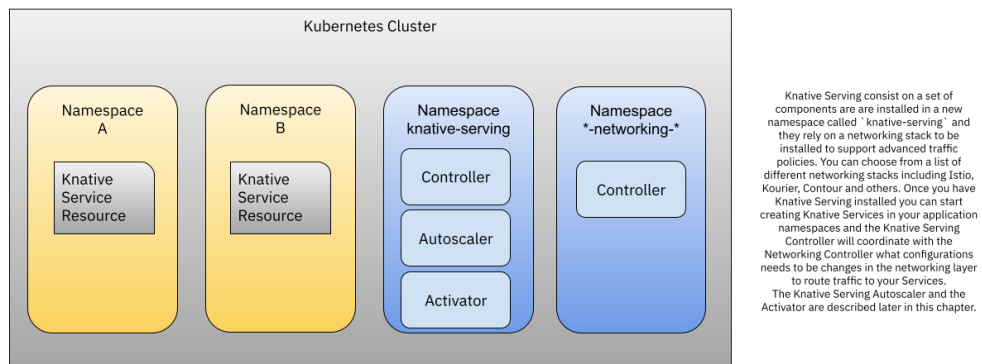 Kubernetes Cluster
Namespace
A
Knative
Service
Resource
Namespace
B
Knative
Service
Resource
Namespace
knative-serving
Controller
Autoscaler
Activator
Namespace
*-networking-*
Controller
Knative Serving consist on a set of
components are are installed in a new
namespace called `knative-serving` and
they rely on a networking stack to be
installed to support advanced traffic
policies. You can choose from a list of
different networking stacks including Istio,
Kourier, Contour and others. Once you have
Knative Serving installed you can start
creating Knative Services in your application
namespaces and the Knative Serving
Controller will coordinate with the
Networking Controller what configurations
needs to be changes in the networking layer
to route traffic to your Services.
The Knative Serving Autoscaler and the
Activator are described later in this chapter.